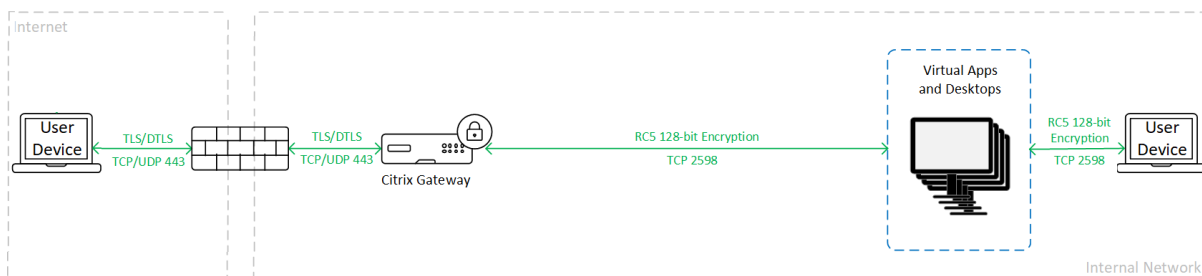 Internet
User
Device
TLS/DTLS
TCP/UDP 443
TLS/DTLS
TCP/UDP 443
Citrix Gateway
RC5 128-bit Encryption
TCP 2598
Virtual Apps
and Desktops
RC5 128-bit
Encryption
TCP 2598
User
Device
Internal Network